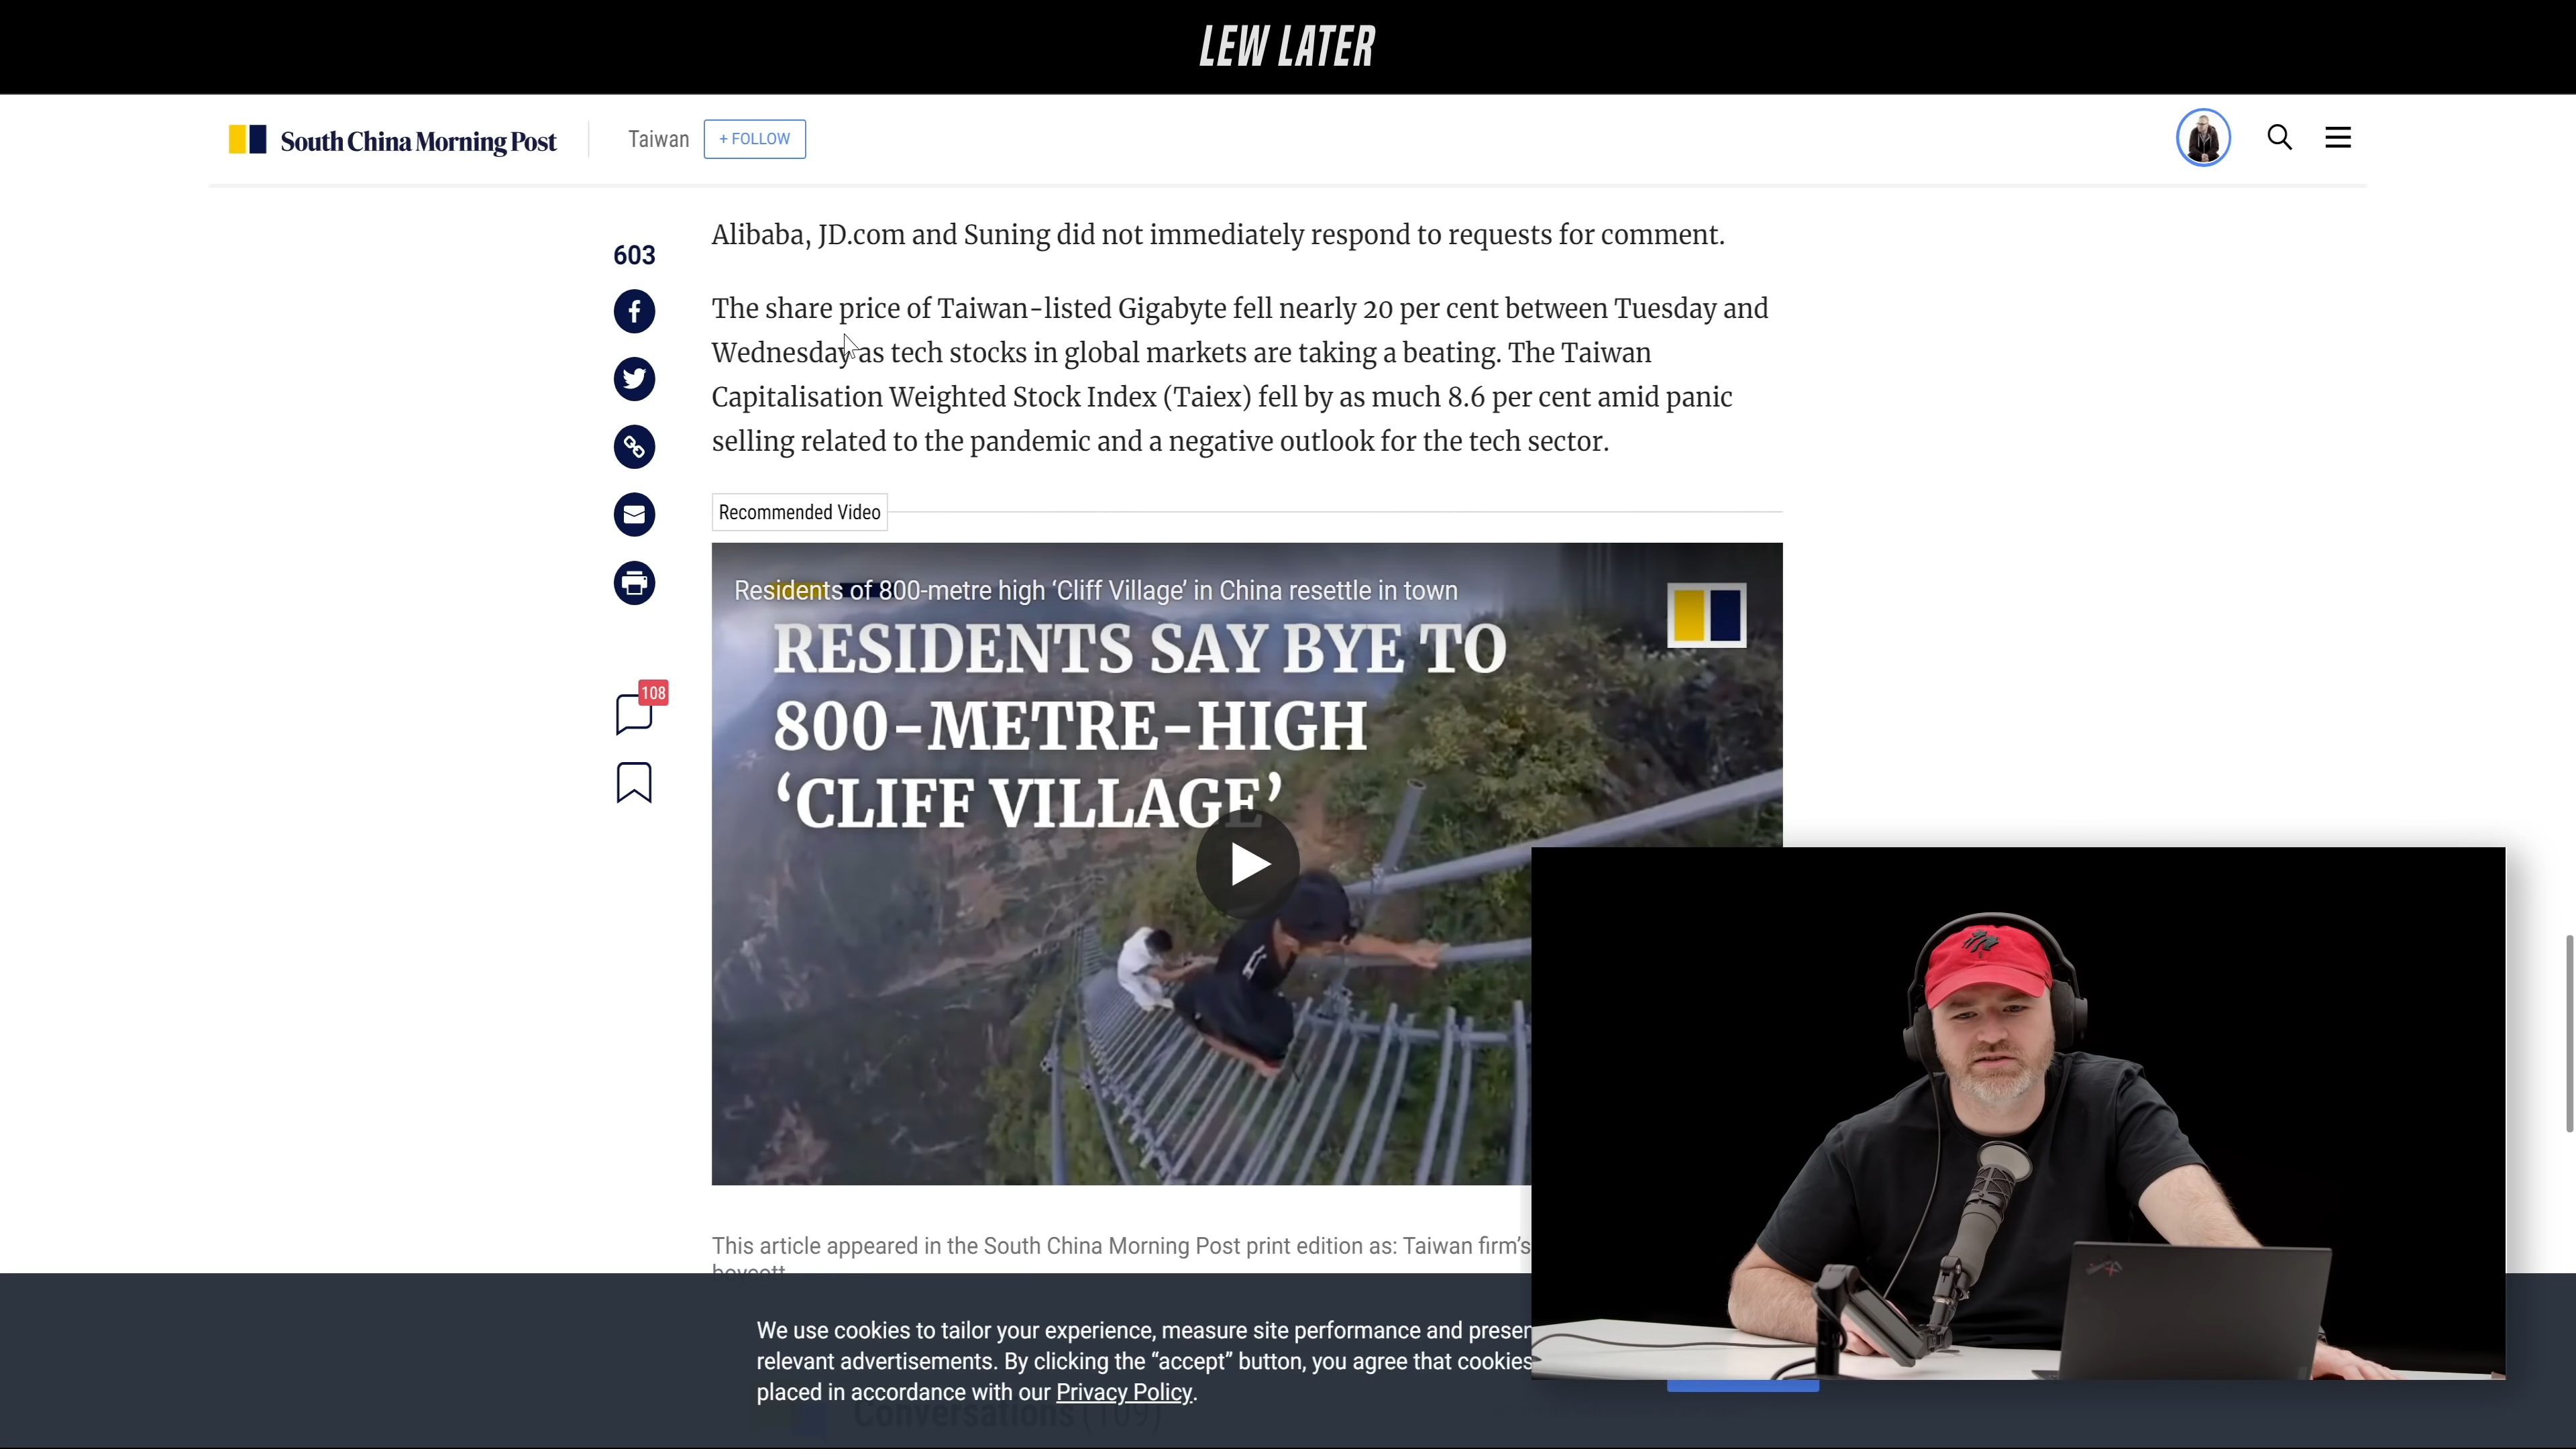 LEW LATER
South China Morning Post
Taiwan
+ FOLLOW
603
Alibaba, JD.com and Suning did not immediately respond to requests for comment.
The share price of Taiwan-listed Gigabyte fell nearly 20 per cent between Tuesday and
Wednesday as tech stocks in global markets are taking a beating. The Taiwan
Capitalisation Weighted Stock Index (Taiex) fell by as much 8.6 per cent amid panic
selling related to the pandemic and a negative outlook for the tech sector.
Recommended Video
Residents of 800-metre high ‘Cliff Village’ in China resettle in town
RESIDENTS SAY BYE TO
800-METRE-HIGH
‘CLIFF VILLAGE’
108
This article appeared in the South China Morning Post print edition as: Taiwan firm’s
boycott
We use cookies to tailor your experience, measure site performance and presen
relevant advertisements. By clicking the “accept” button, you agree that cookies
placed in accordance with our Privacy Policy.
Conversations (109)